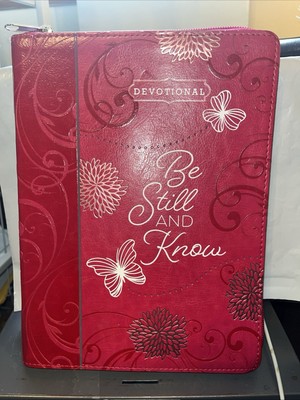 DEVOTIONAL
Be
Still AND
Know